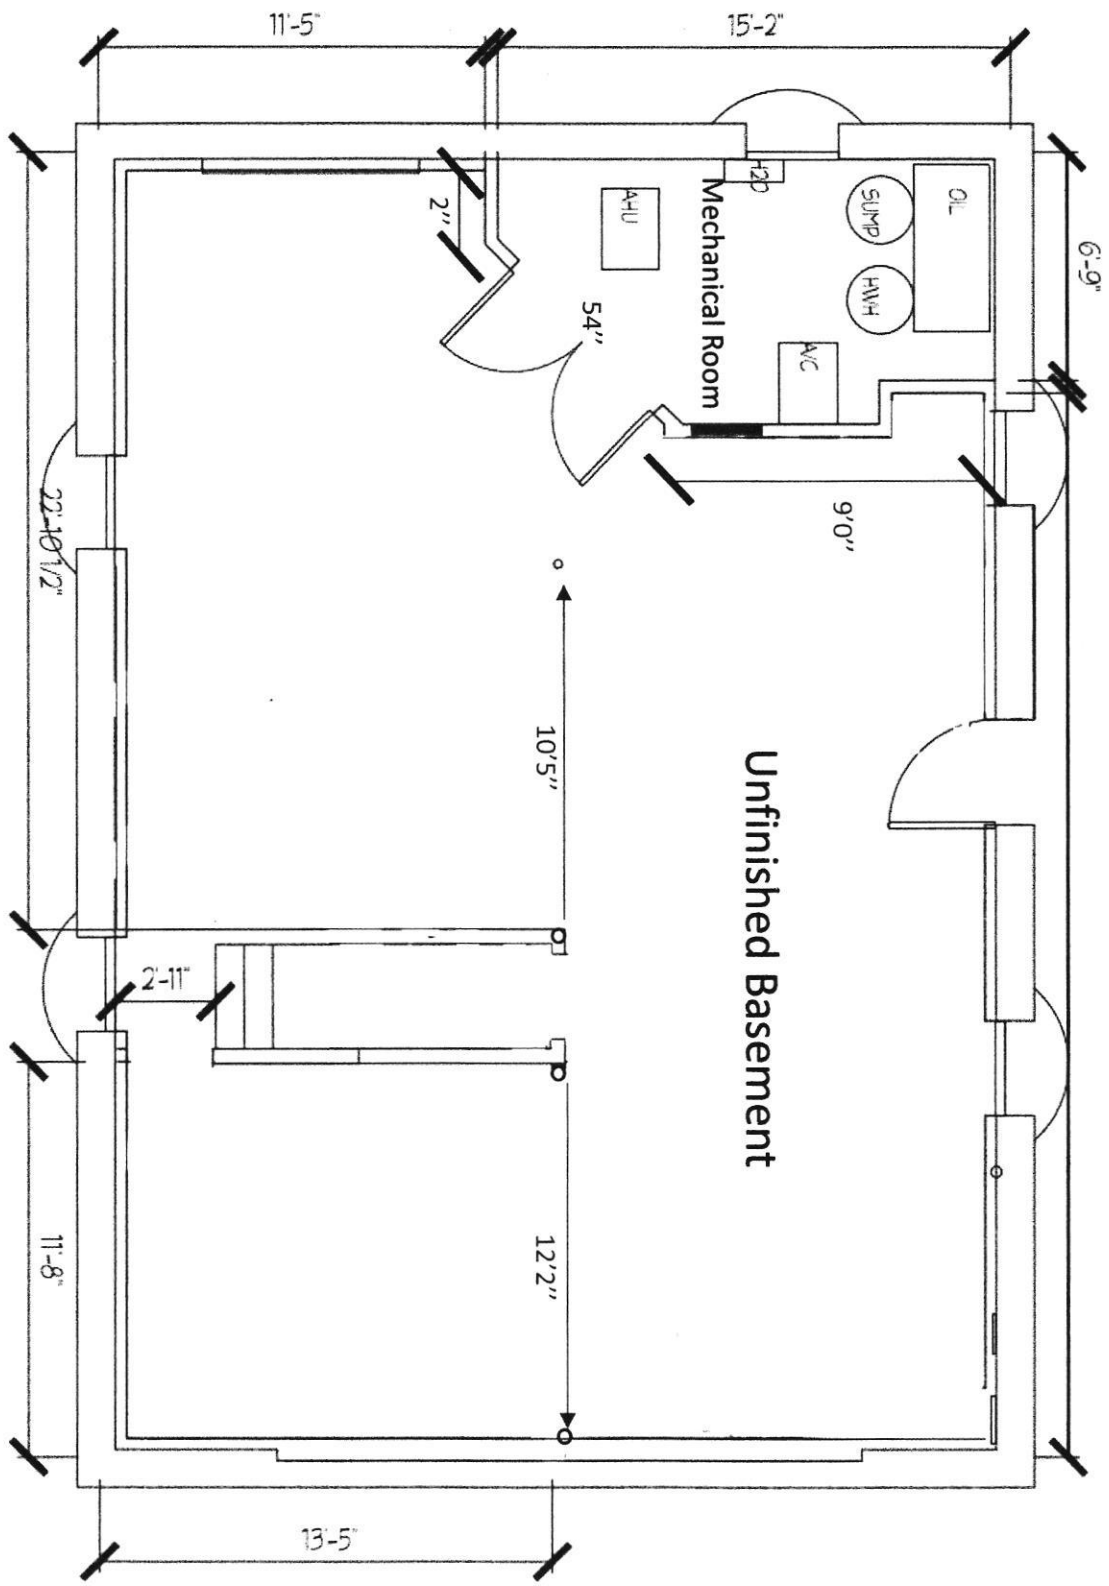 11'-5"
15'-2"
6'-9"
H2O
SUMP
OIL
AHU
2"
Mechanical Room
HWH
54"
A/C
9'0"
22'-10 1/2"
10'5"
Unfinished Basement
2'-11"
11'-8"
12'2"
13'-5"